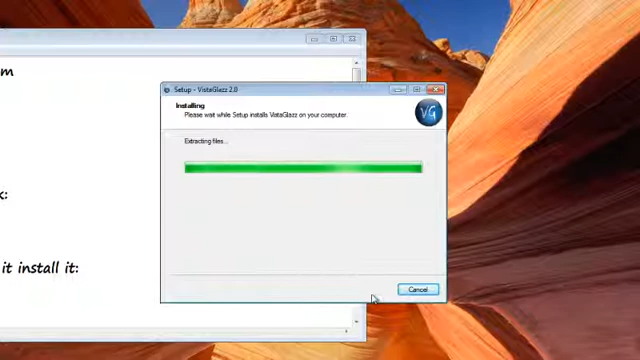 m
Setup - VistaGlazz 2.0
Installing
Please wait while Setup installs VistaGlazz on your computer.
VG
Extracting files...
k:
it install it:
Cancel